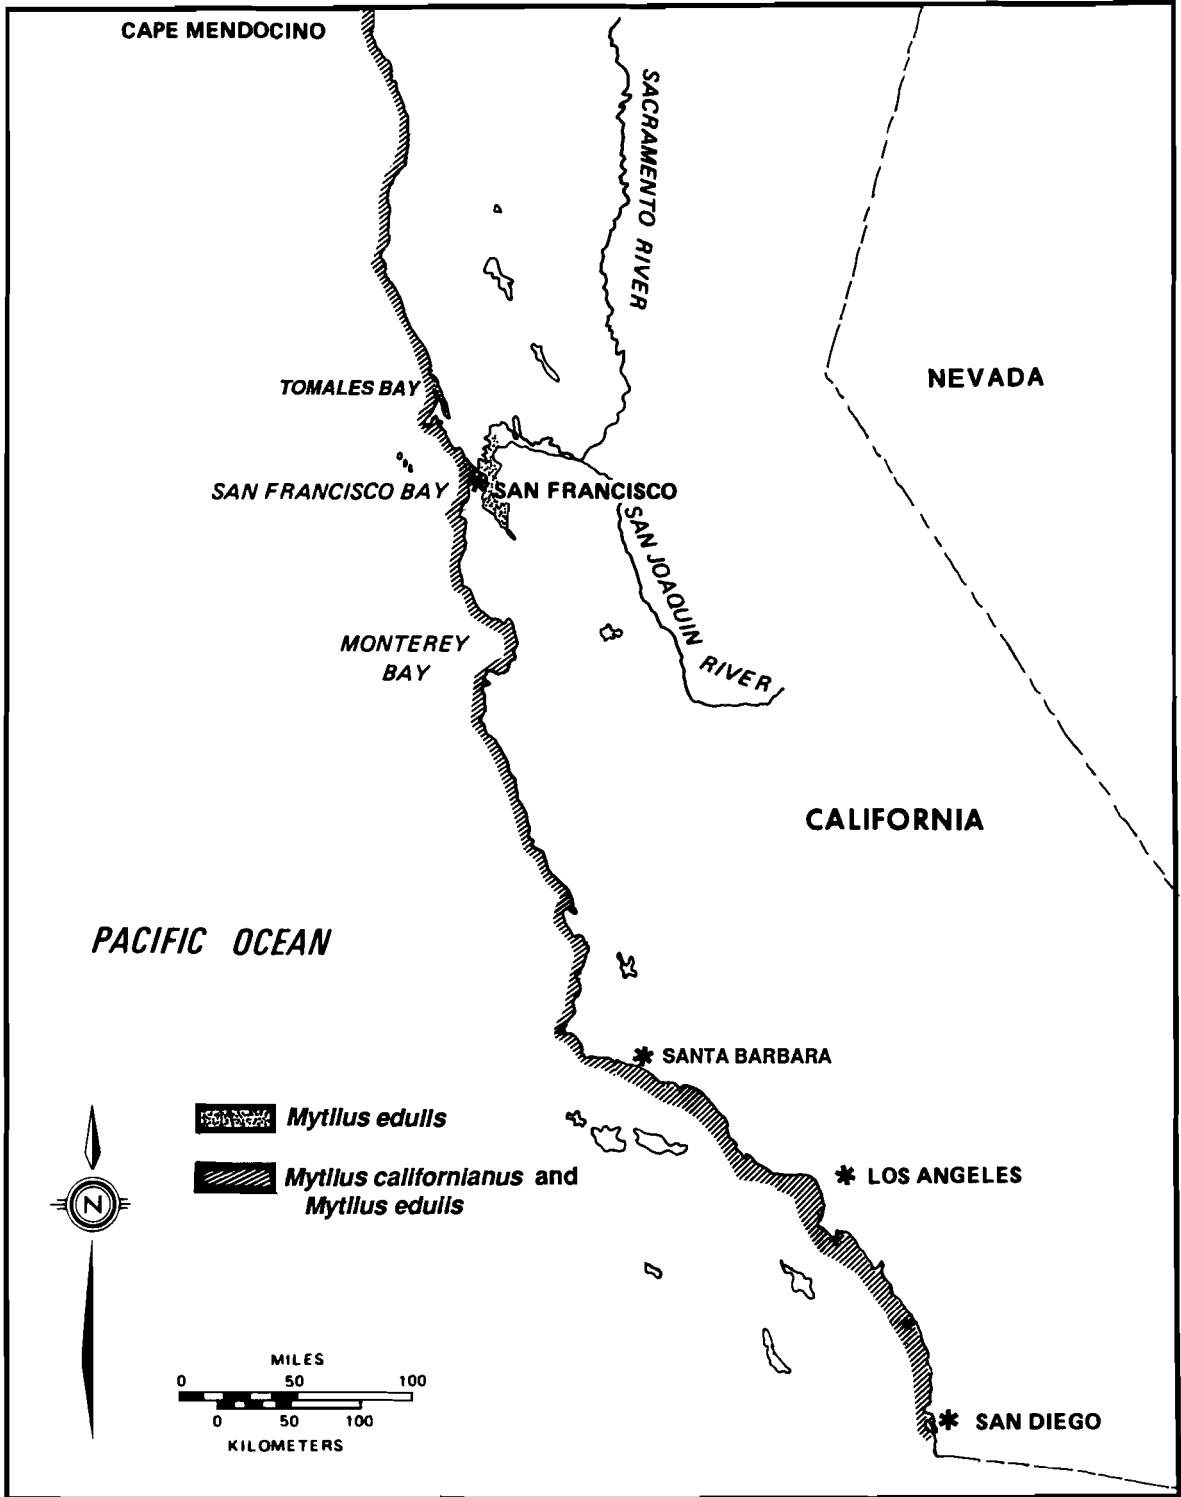 CAPE MENDOCINO
SACRAMENTO RIVER
TOMALES BAY
NEVADA
SAN FRANCISCO BAY
SAN FRANCISCO
SAN JOAQUIN RIVER
MONTEREY
BAY
CALIFORNIA
PACIFIC OCEAN
SANTA BARBARA
Mytilus edulis
Mytilus californianus and
Mytilus edulis
LOS ANGELES
N
MILES
0 50 100
0 50 100
KILOMETERS
SAN DIEGO